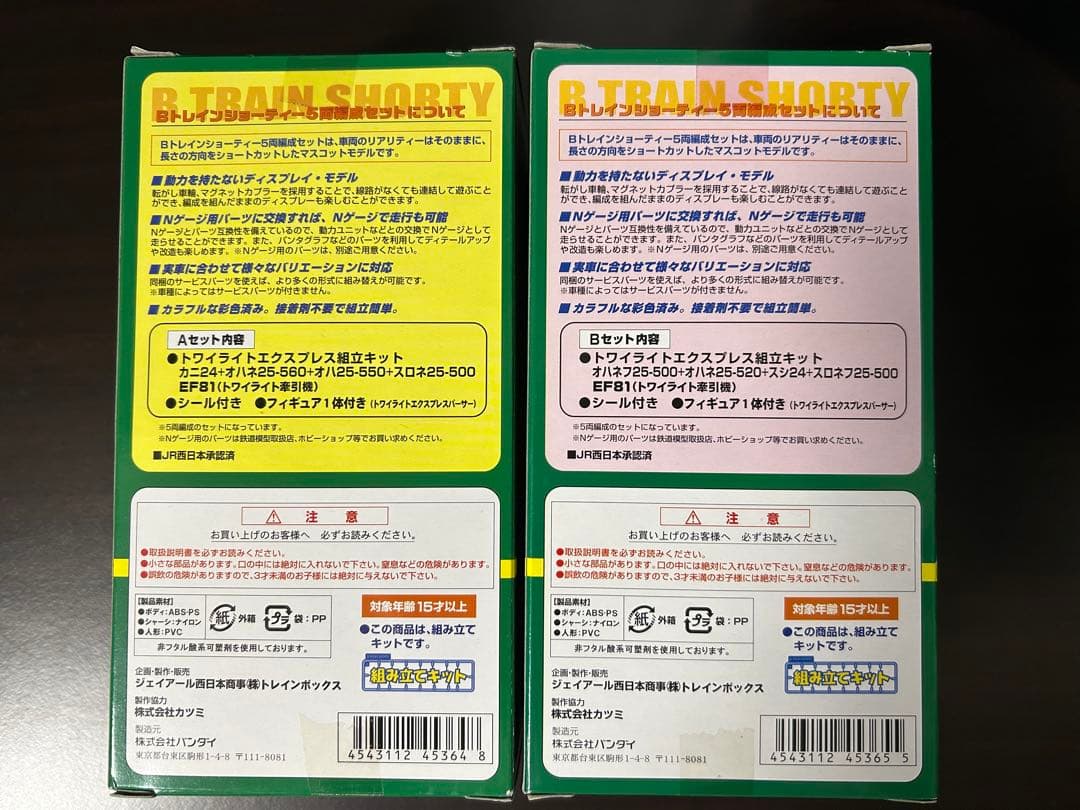 B TRAIN SHORTY
Bトレインショーティー5両編成セットについて
Bトレインショーティー5両編成セットは、車両のリアリティーはそのままに、
長さの方向をショートカットしたマスコットモデルです。
■動力を持たないディスプレイ・モデル
転がし車輪、マグネットカプラーを採用することで、線路がなくても連結して遊ぶこと
ができ、編成を組んだままのディスプレーも楽しむことができます。
■Nゲージ用パーツに交換すれば、Nゲージで走行も可能
Nゲージとパーツ互換性を備えているので、動力ユニットなどとの交換でNゲージとして
走らせることができます。また、パンタグラフなどのパーツを利用してディテールアップ
や改造も楽しめます。※Nゲージ用のパーツは、別途ご用意ください。
■実車に合わせて様々なバリエーションに対応
同梱のサービスパーツを使えば、より多くの形式に組み替えが可能です。
※車種によってはサービスパーツが付きません。
■カラフルな彩色済み。接着剤不要で組立簡単。
Aセット内容
●トワイライトエクスプレス組立キット
カニ24+オハネ25-560+オハ25-550+スロネ25-500
EF81(トワイライト牽引機)
●シール付き ●フィギュア1体付き(トワイライトエクスプレスパーサー)
※5両編成のセットになっています。
※Nゲージ用のパーツは鉄道模型取扱店、ホビーショップ等でお買い求めください。
■JR西日本承認済
⚠ 注 意
お買い上げのお客様へ 必ずお読みください。
●取扱説明書を必ずお読みください。
●小さな部品があります。口の中には絶対に入れないで下さい。窒息などの危険があります。
●誤飲の危険がありますので、3才未満のお子様には絶対に与えないで下さい。
【製品素材】
●ボディ:ABS・PS
●シャーシ:ナイロン
●人形:PVC
紙 外箱 プラ 袋:PP
非フタル酸系可塑剤を使用しております。
対象年齢15才以上
●この商品は、組み立て
キットです。
組み立てキット
企画・製作・販売
ジェイアール西日本商事(株)トレインボックス
製作協力
株式会社カツミ
製造元
株式会社バンダイ
東京都台東区駒形1-4-8 〒111-8081
4543112 45364 8
B TRAIN SHORTY
Bトレインショーティー5両編成セットについて
Bトレインショーティー5両編成セットは、車両のリアリティーはそのままに、
長さの方向をショートカットしたマスコットモデルです。
■動力を持たないディスプレイ・モデル
転がし車輪、マグネットカプラーを採用することで、線路がなくても連結して遊ぶこと
ができ、編成を組んだままのディスプレーも楽しむことができます。
■Nゲージ用パーツに交換すれば、Nゲージで走行も可能
Nゲージとパーツ互換性を備えているので、動力ユニットなどとの交換でNゲージとして
走らせることができます。また、パンタグラフなどのパーツを利用してディテールアップ
や改造も楽しめます。※Nゲージ用のパーツは、別途ご用意ください。
■実車に合わせて様々なバリエーションに対応
同梱のサービスパーツを使えば、より多くの形式に組み替えが可能です。
※車種によってはサービスパーツが付きません。
■カラフルな彩色済み。接着剤不要で組立簡単。
Bセット内容
●トワイライトエクスプレス組立キット
オハネフ25-500+オハネ25-520+スシ24+スロネフ25-500
EF81(トワイライト牽引機)
●シール付き ●フィギュア1体付き(トワイライトエクスプレスパーサー)
※5両編成のセットになっています。
※Nゲージ用のパーツは鉄道模型取扱店、ホビーショップ等でお買い求めください。
■JR西日本承認済
⚠ 注 意
お買い上げのお客様へ 必ずお読みください。
●取扱説明書を必ずお読みください。
●小さな部品があります。口の中には絶対に入れないで下さい。窒息などの危険があります。
●誤飲の危険がありますので、3才未満のお子様には絶対に与えないで下さい。
【製品素材】
●ボディ:ABS・PS
●シャーシ:ナイロン
●人形:PVC
紙 外箱 プラ 袋:PP
非フタル酸系可塑剤を使用しております。
対象年齢15才以上
●この商品は、組み立て
キットです。
組み立てキット
企画・製作・販売
ジェイアール西日本商事(株)トレインボックス
製作協力
株式会社カツミ
製造元
株式会社バンダイ
東京都台東区駒形1-4-8 〒111-8081
4543112 45365 5